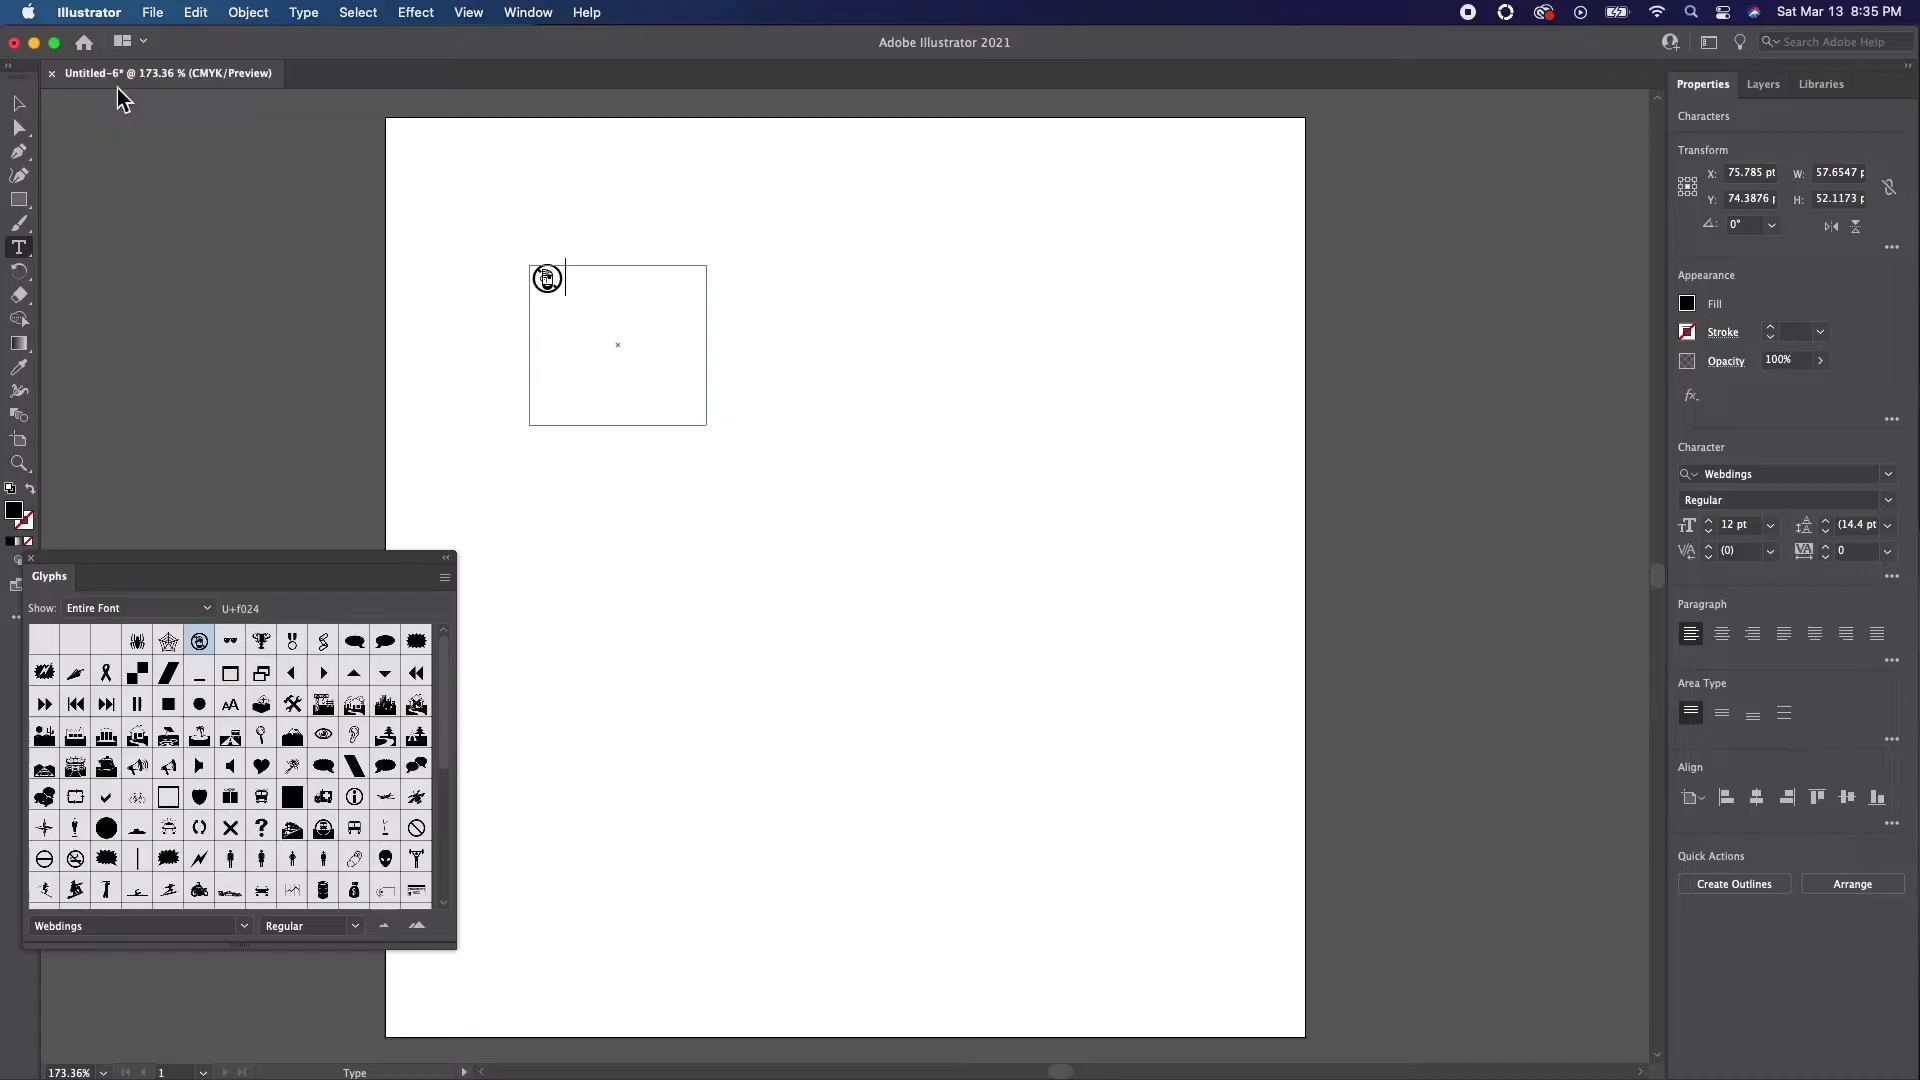 Illustrator File Edit Object Type Select Effect View Window Help
Sat Mar 13 8:35 PM
Adobe Illustrator 2021
Search Adobe Help
Untitled-6* @ 173.36 % (CMYK/Preview)
Properties Layers Libraries
Characters
Transform
X: 75.785 pt W: 57.6547 p
Y: 74.3876 p H: 52.1173 p
0°
Appearance
Fill
Stroke
Opacity 100%
fx.
Character
Webdings
Regular
12 pt (14.4 pt
(0) 0
Paragraph
Area Type
Align
Quick Actions
Create Outlines Arrange
Glyphs
Show: Entire Font U+f024
Webdings Regular
173.36% 1 Type